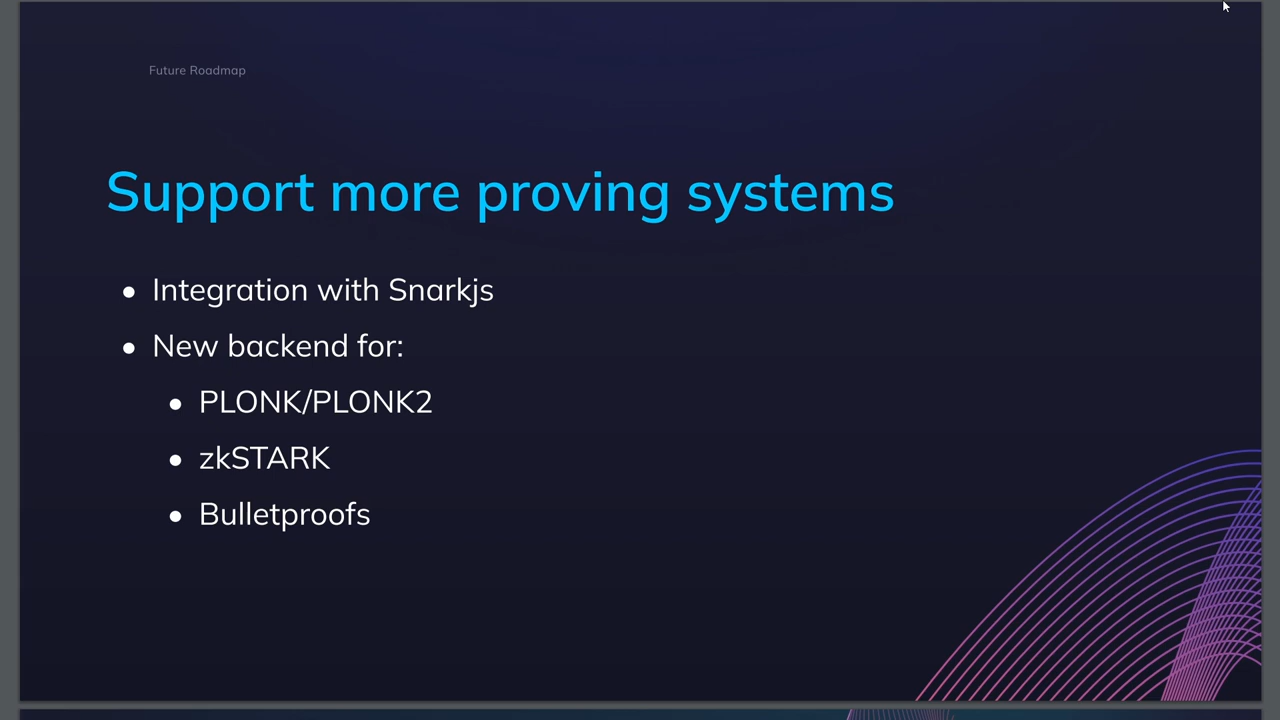 Future Roadmap
Support more proving systems
• Integration with Snarkjs
• New backend for:
• PLONK/PLONK2
• zkSTARK
• Bulletproofs